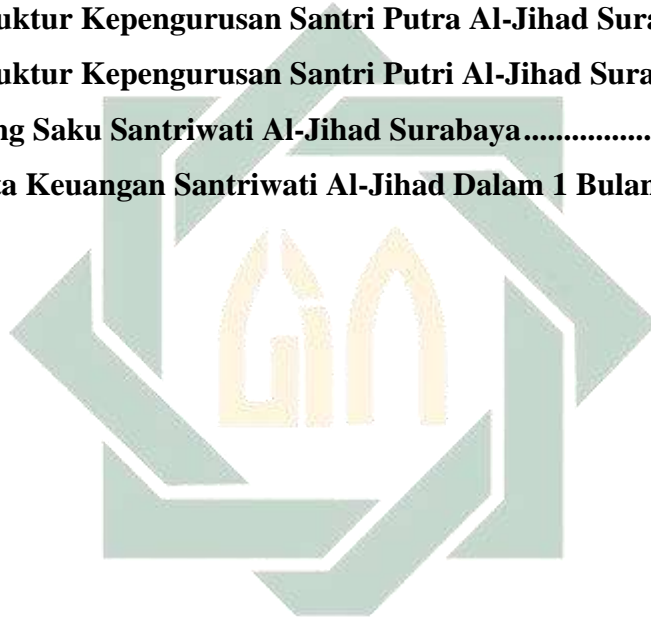 uktur Kepengurusan Santri Putra Al-Jihad Sura
uktur Kepengurusan Santri Putri Al-Jihad Sura
ng Saku Santriwati Al-Jihad Surabaya.................
ta Keuangan Santriwati Al-Jihad Dalam 1 Bulan